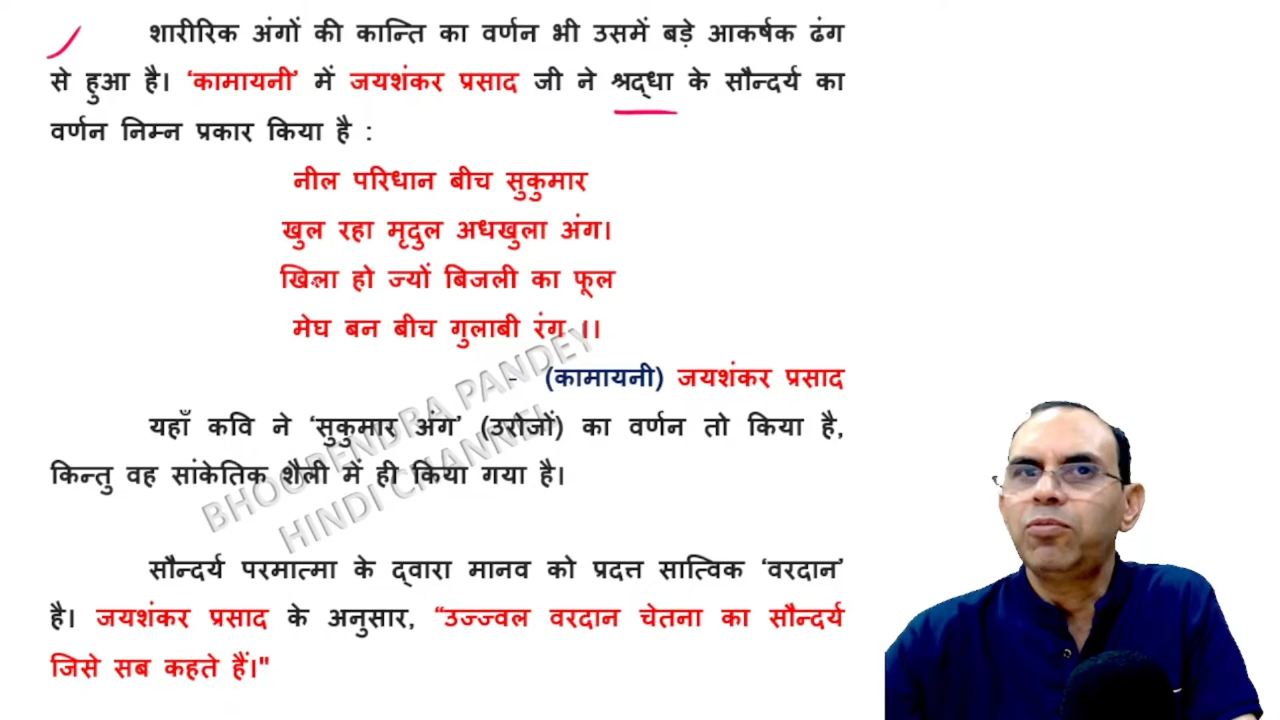 शारीरिक अंगों की कान्ति का वर्णन भी उसमें बड़े आकर्षक ढंग
से हुआ है। ‘कामायनी’ में जयशंकर प्रसाद जी ने श्रद्धा के सौन्दर्य का
वर्णन निम्न प्रकार किया है :
नील परिधान बीच सुकुमार
खुल रहा मृदुल अधखुला अंग।
खिला हो ज्यों बिजली का फूल
मेघ बन बीच गुलाबी रंग ।।
- (कामायनी) जयशंकर प्रसाद
यहाँ कवि ने ‘सुकुमार अंग’ (उरोजों) का वर्णन तो किया है,
किन्तु वह सांकेतिक शैली में ही किया गया है।
BHOOPENDRA PANDEY
HINDI CHANNEL
सौन्दर्य परमात्मा के द्वारा मानव को प्रदत्त सात्विक ‘वरदान’
है। जयशंकर प्रसाद के अनुसार, “उज्ज्वल वरदान चेतना का सौन्दर्य
जिसे सब कहते हैं।"